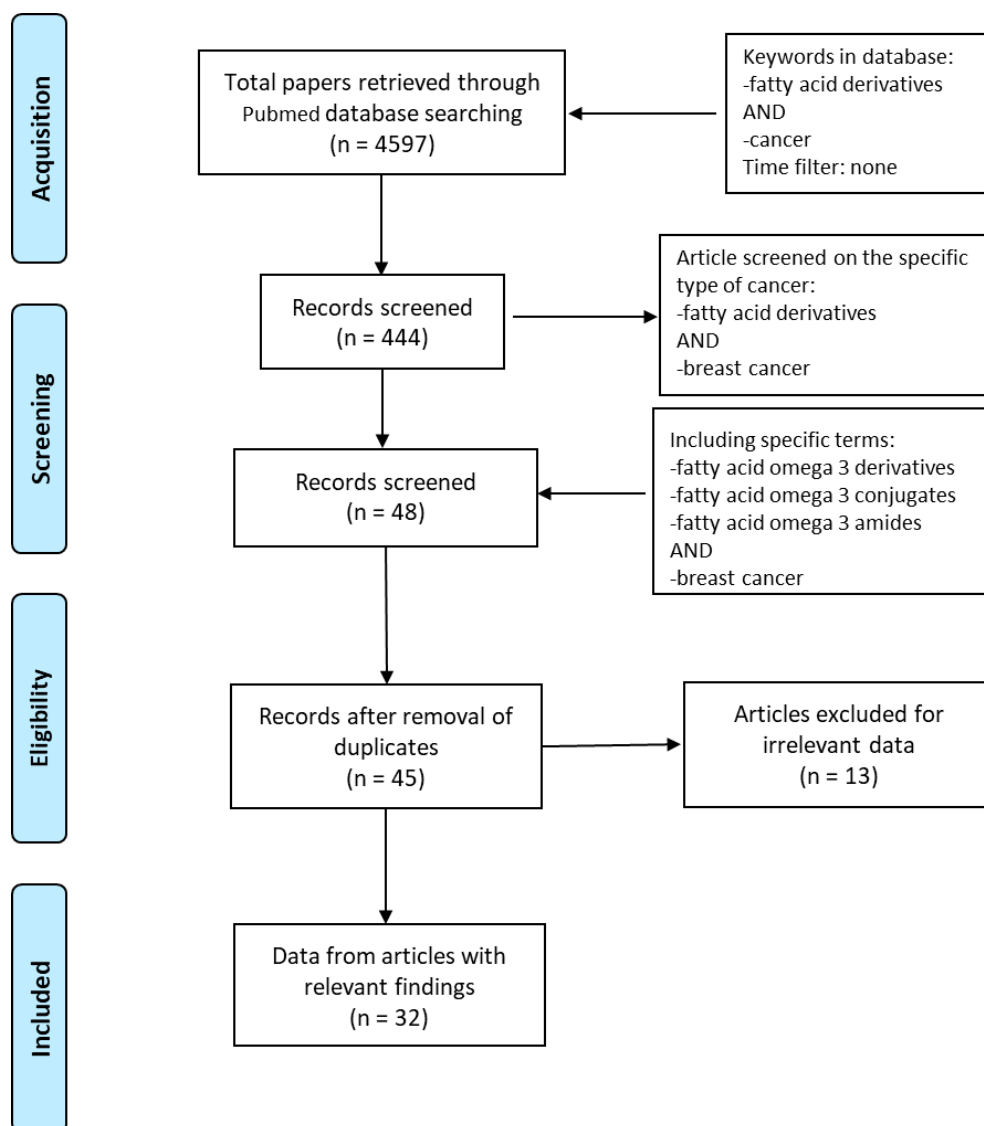 Acquisition
Total papers retrieved through
Pubmed database searching
(n = 4597)
Keywords in database:
-fatty acid derivatives
AND
-cancer
Time filter: none
Screening
Records screened
(n = 444)
Article screened on the specific
type of cancer:
-fatty acid derivatives
AND
-breast cancer
Records screened
(n = 48)
Including specific terms:
-fatty acid omega 3 derivatives
-fatty acid omega 3 conjugates
-fatty acid omega 3 amides
AND
-breast cancer
Eligibility
Records after removal of
duplicates
(n = 45)
Articles excluded for
irrelevant data
(n = 13)
Included
Data from articles with
relevant findings
(n = 32)